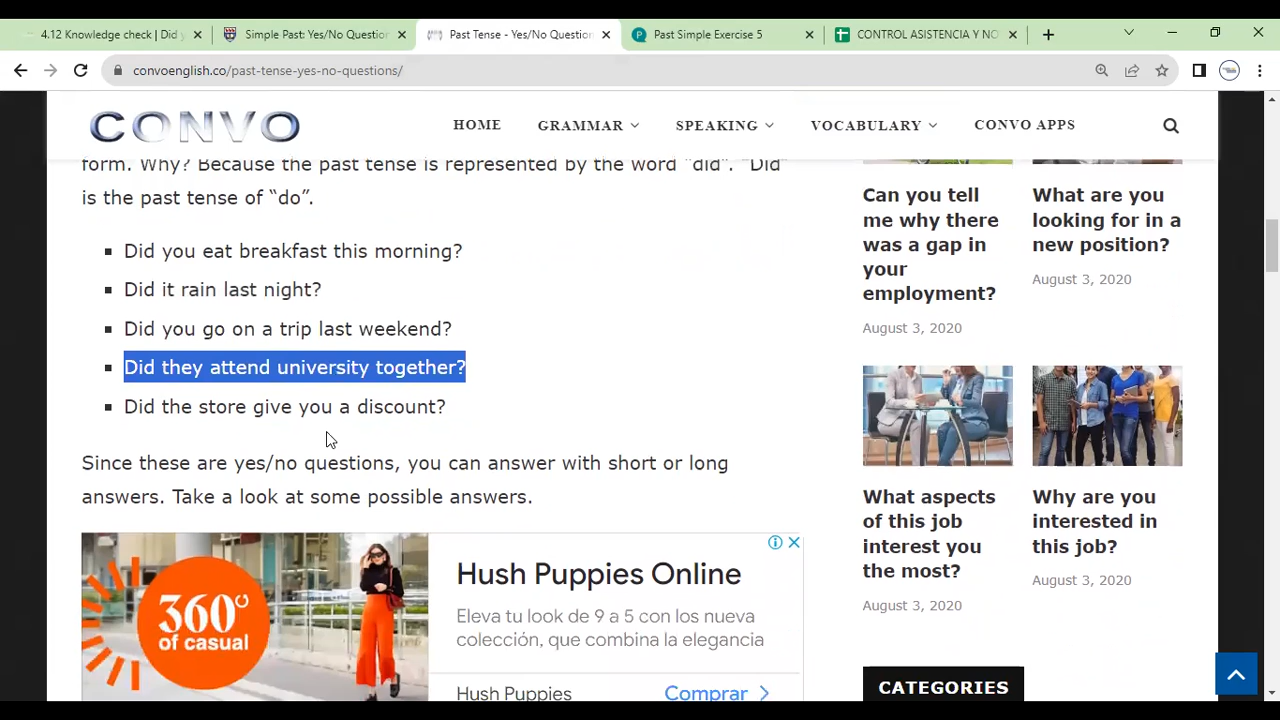 4.12 Knowledge check | Did y
Simple Past: Yes/No Question
Past Tense - Yes/No Question
Past Simple Exercise 5
CONTROL ASISTENCIA Y NO
convoenglish.co/past-tense-yes-no-questions/
CONVO
HOME
GRAMMAR
SPEAKING
VOCABULARY
CONVO APPS
form. Why? Because the past tense is represented by the word "did". "Did"
is the past tense of “do”.
▪ Did you eat breakfast this morning?
▪ Did it rain last night?
▪ Did you go on a trip last weekend?
▪ Did they attend university together?
▪ Did the store give you a discount?
Since these are yes/no questions, you can answer with short or long
answers. Take a look at some possible answers.
360°
of casual
Hush Puppies Online
Eleva tu look de 9 a 5 con los nuevo
colección, que combina la elegancia
Hush Puppies
Comprar
Can you tell
me why there
was a gap in
your
employment?
August 3, 2020
What are you
looking for in a
new position?
August 3, 2020
What aspects
of this job
interest you
the most?
August 3, 2020
Why are you
interested in
this job?
August 3, 2020
CATEGORIES